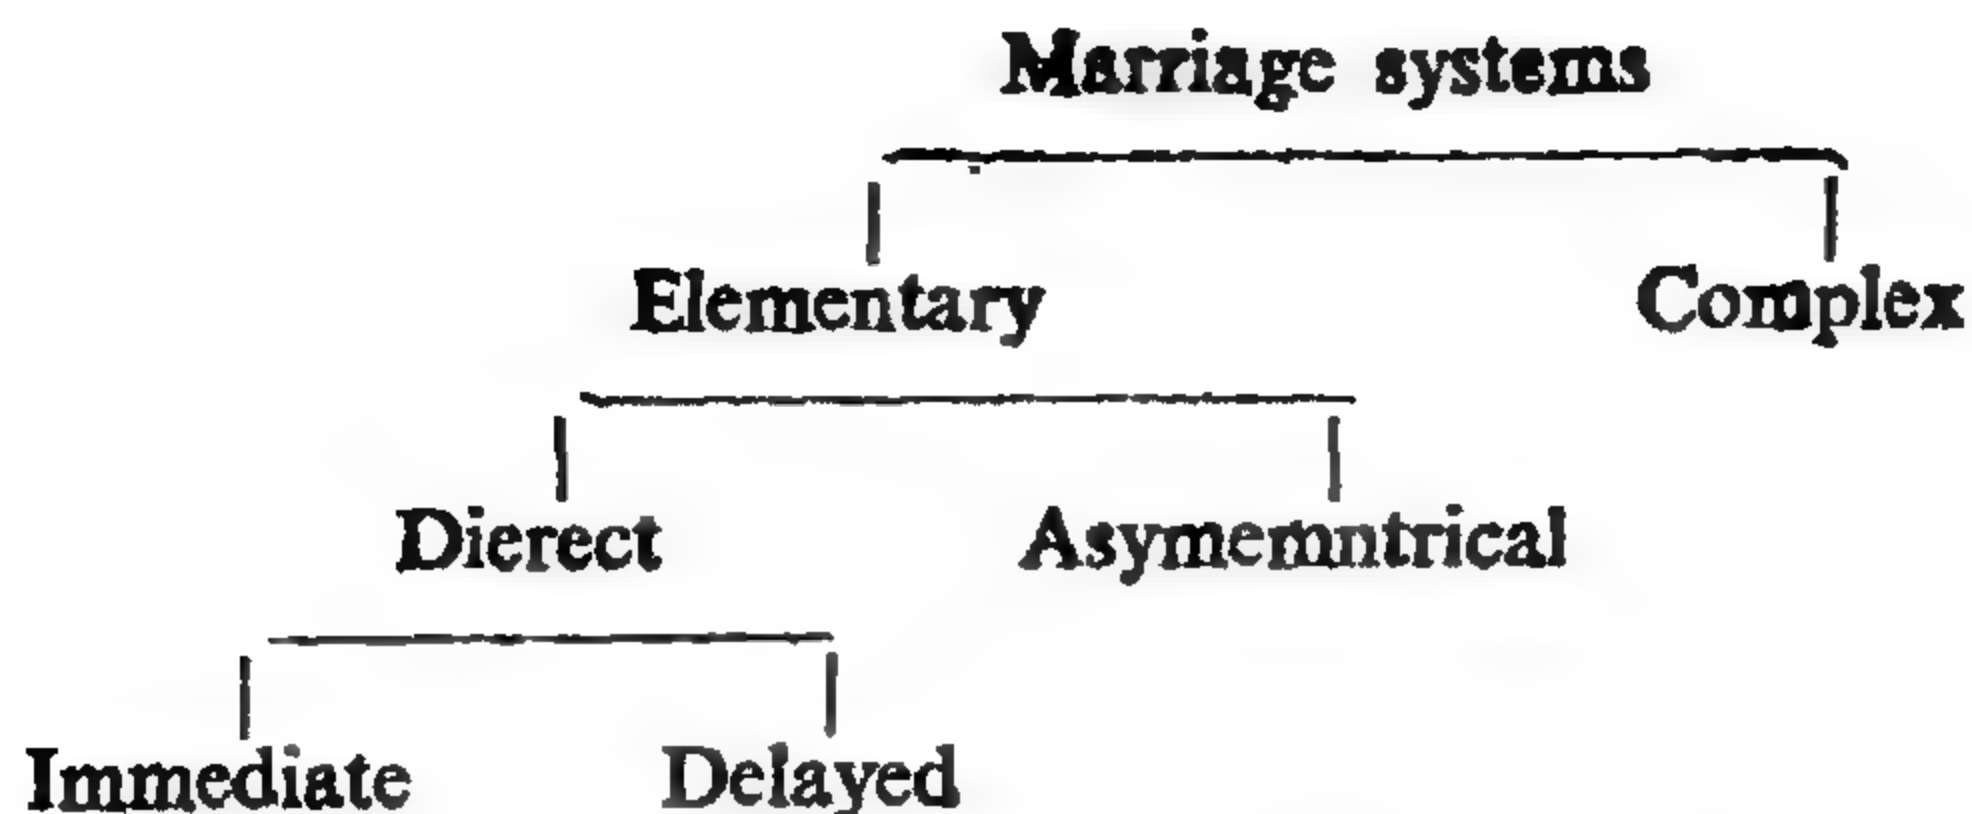 Marriage systems
Elementary Complex
Dierect Asymemntrical
Immediate Delayed